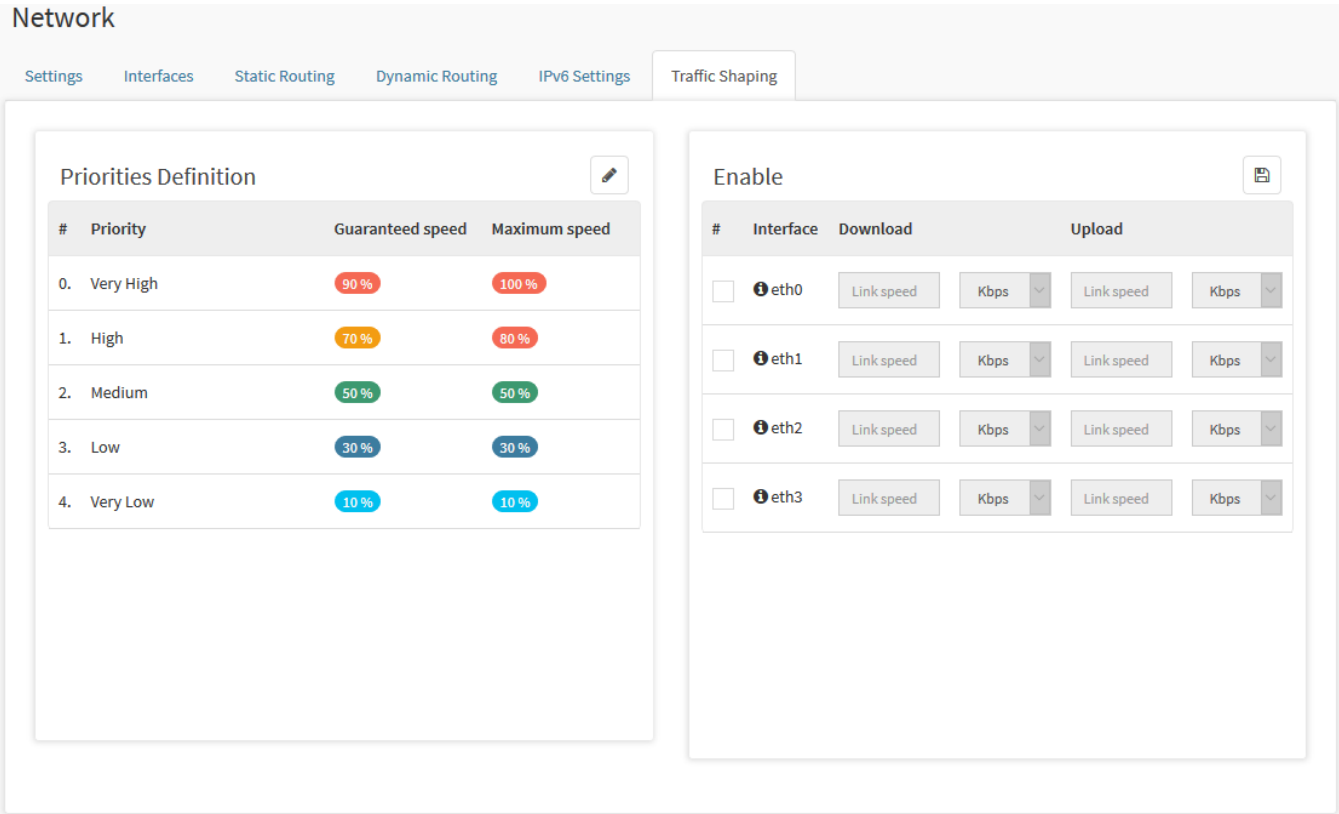 Network
Settings Interfaces Static Routing Dynamic Routing IPv6 Settings Traffic Shaping
Priorities Definition
# Priority Guaranteed speed Maximum speed
0. Very High 90 % 100 %
1. High 70 % 80 %
2. Medium 50 % 50 %
3. Low 30 % 30 %
4. Very Low 10 % 10 %
Enable
# Interface Download Upload
eth0 Link speed Kbps Link speed Kbps
eth1 Link speed Kbps Link speed Kbps
eth2 Link speed Kbps Link speed Kbps
eth3 Link speed Kbps Link speed Kbps